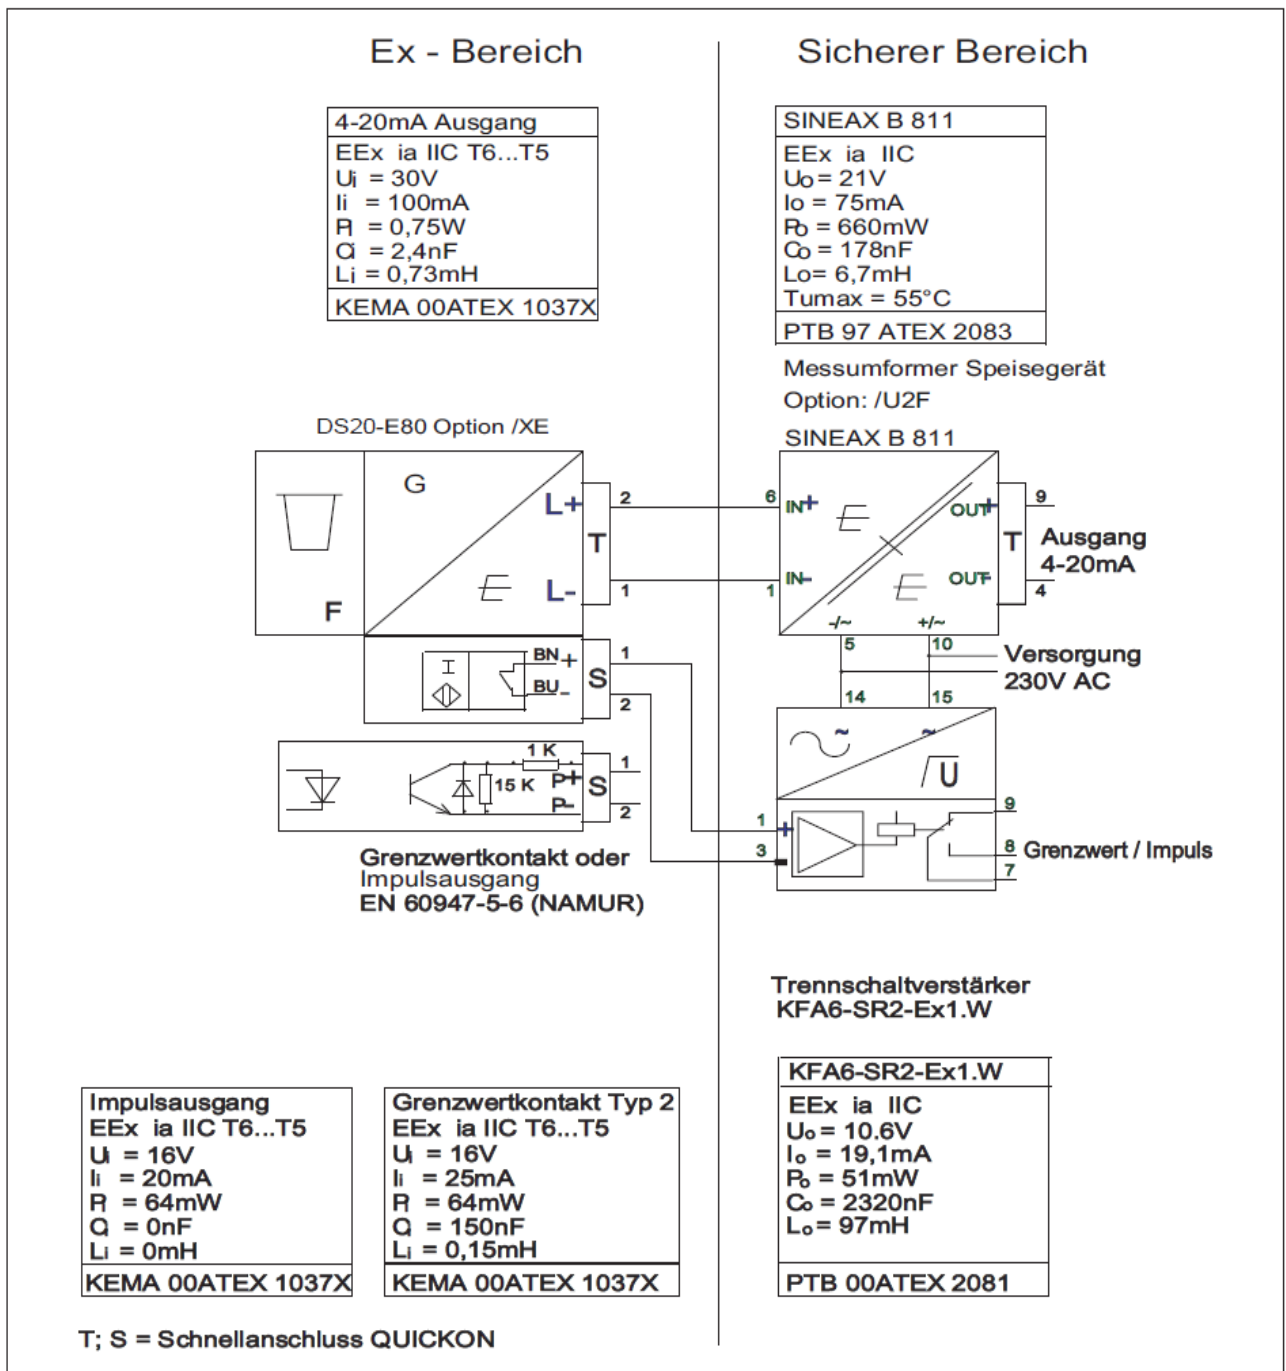 Ex - Bereich
Sicherer Bereich
4-20mA Ausgang
EEx ia IIC T6...T5
Ui = 30V
Ii = 100mA
Pi = 0,75W
Ci = 2,4nF
Li = 0,73mH
KEMA 00ATEX 1037X
SINEAX B 811
EEx ia IIC
Uo = 21V
Io = 75mA
Po = 660mW
Co = 178nF
Lo= 6,7mH
Tumax = 55°C
PTB 97 ATEX 2083
Messumformer Speisegerät
Option: /U2F
SINEAX B 811
DS20-E80 Option /XE
F
G
E
L+
L-
T
2
1
6
1
IN+
IN-
E
E
OUT+
OUT-
T
9
4
Ausgang
4-20mA
-/~
+/~
5
10
Versorgung
230V AC
14
15
~
~
U
I
BN +
BU -
S
1
2
1 K
15 K
P+
P-
S
1
2
1
+
3
-
9
8
7
Grenzwert / Impuls
Grenzwertkontakt oder
Impulsausgang
EN 60947-5-6 (NAMUR)
Trennschaltverstärker
KFA6-SR2-Ex1.W
Impulsausgang
EEx ia IIC T6...T5
Ui = 16V
Ii = 20mA
Pi = 64mW
Ci = 0nF
Li = 0mH
KEMA 00ATEX 1037X
Grenzwertkontakt Typ 2
EEx ia IIC T6...T5
Ui = 16V
Ii = 25mA
Pi = 64mW
Ci = 150nF
Li = 0,15mH
KEMA 00ATEX 1037X
KFA6-SR2-Ex1.W
EEx ia IIC
Uo = 10.6V
Io = 19,1mA
Po = 51mW
Co = 2320nF
Lo = 97mH
PTB 00ATEX 2081
T; S = Schnellanschluss QUICKON